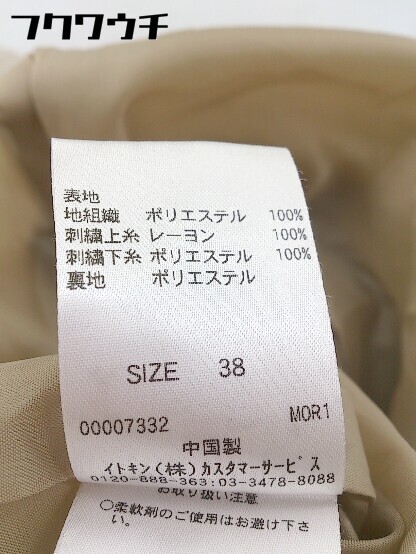 フクワウチ
表地
地組織 ポリエステル 100%
刺繍上糸 レーヨン 100%
刺繍下糸 ポリエステル 100%
裏地 ポリエステル
SIZE 38
00007332 MOR1
中国製
イトキン(株)カスタマーサービス
0120-888-363:03-3478-8088
お取り扱い注意
○柔軟剤のご使用はお避け下さ
い。